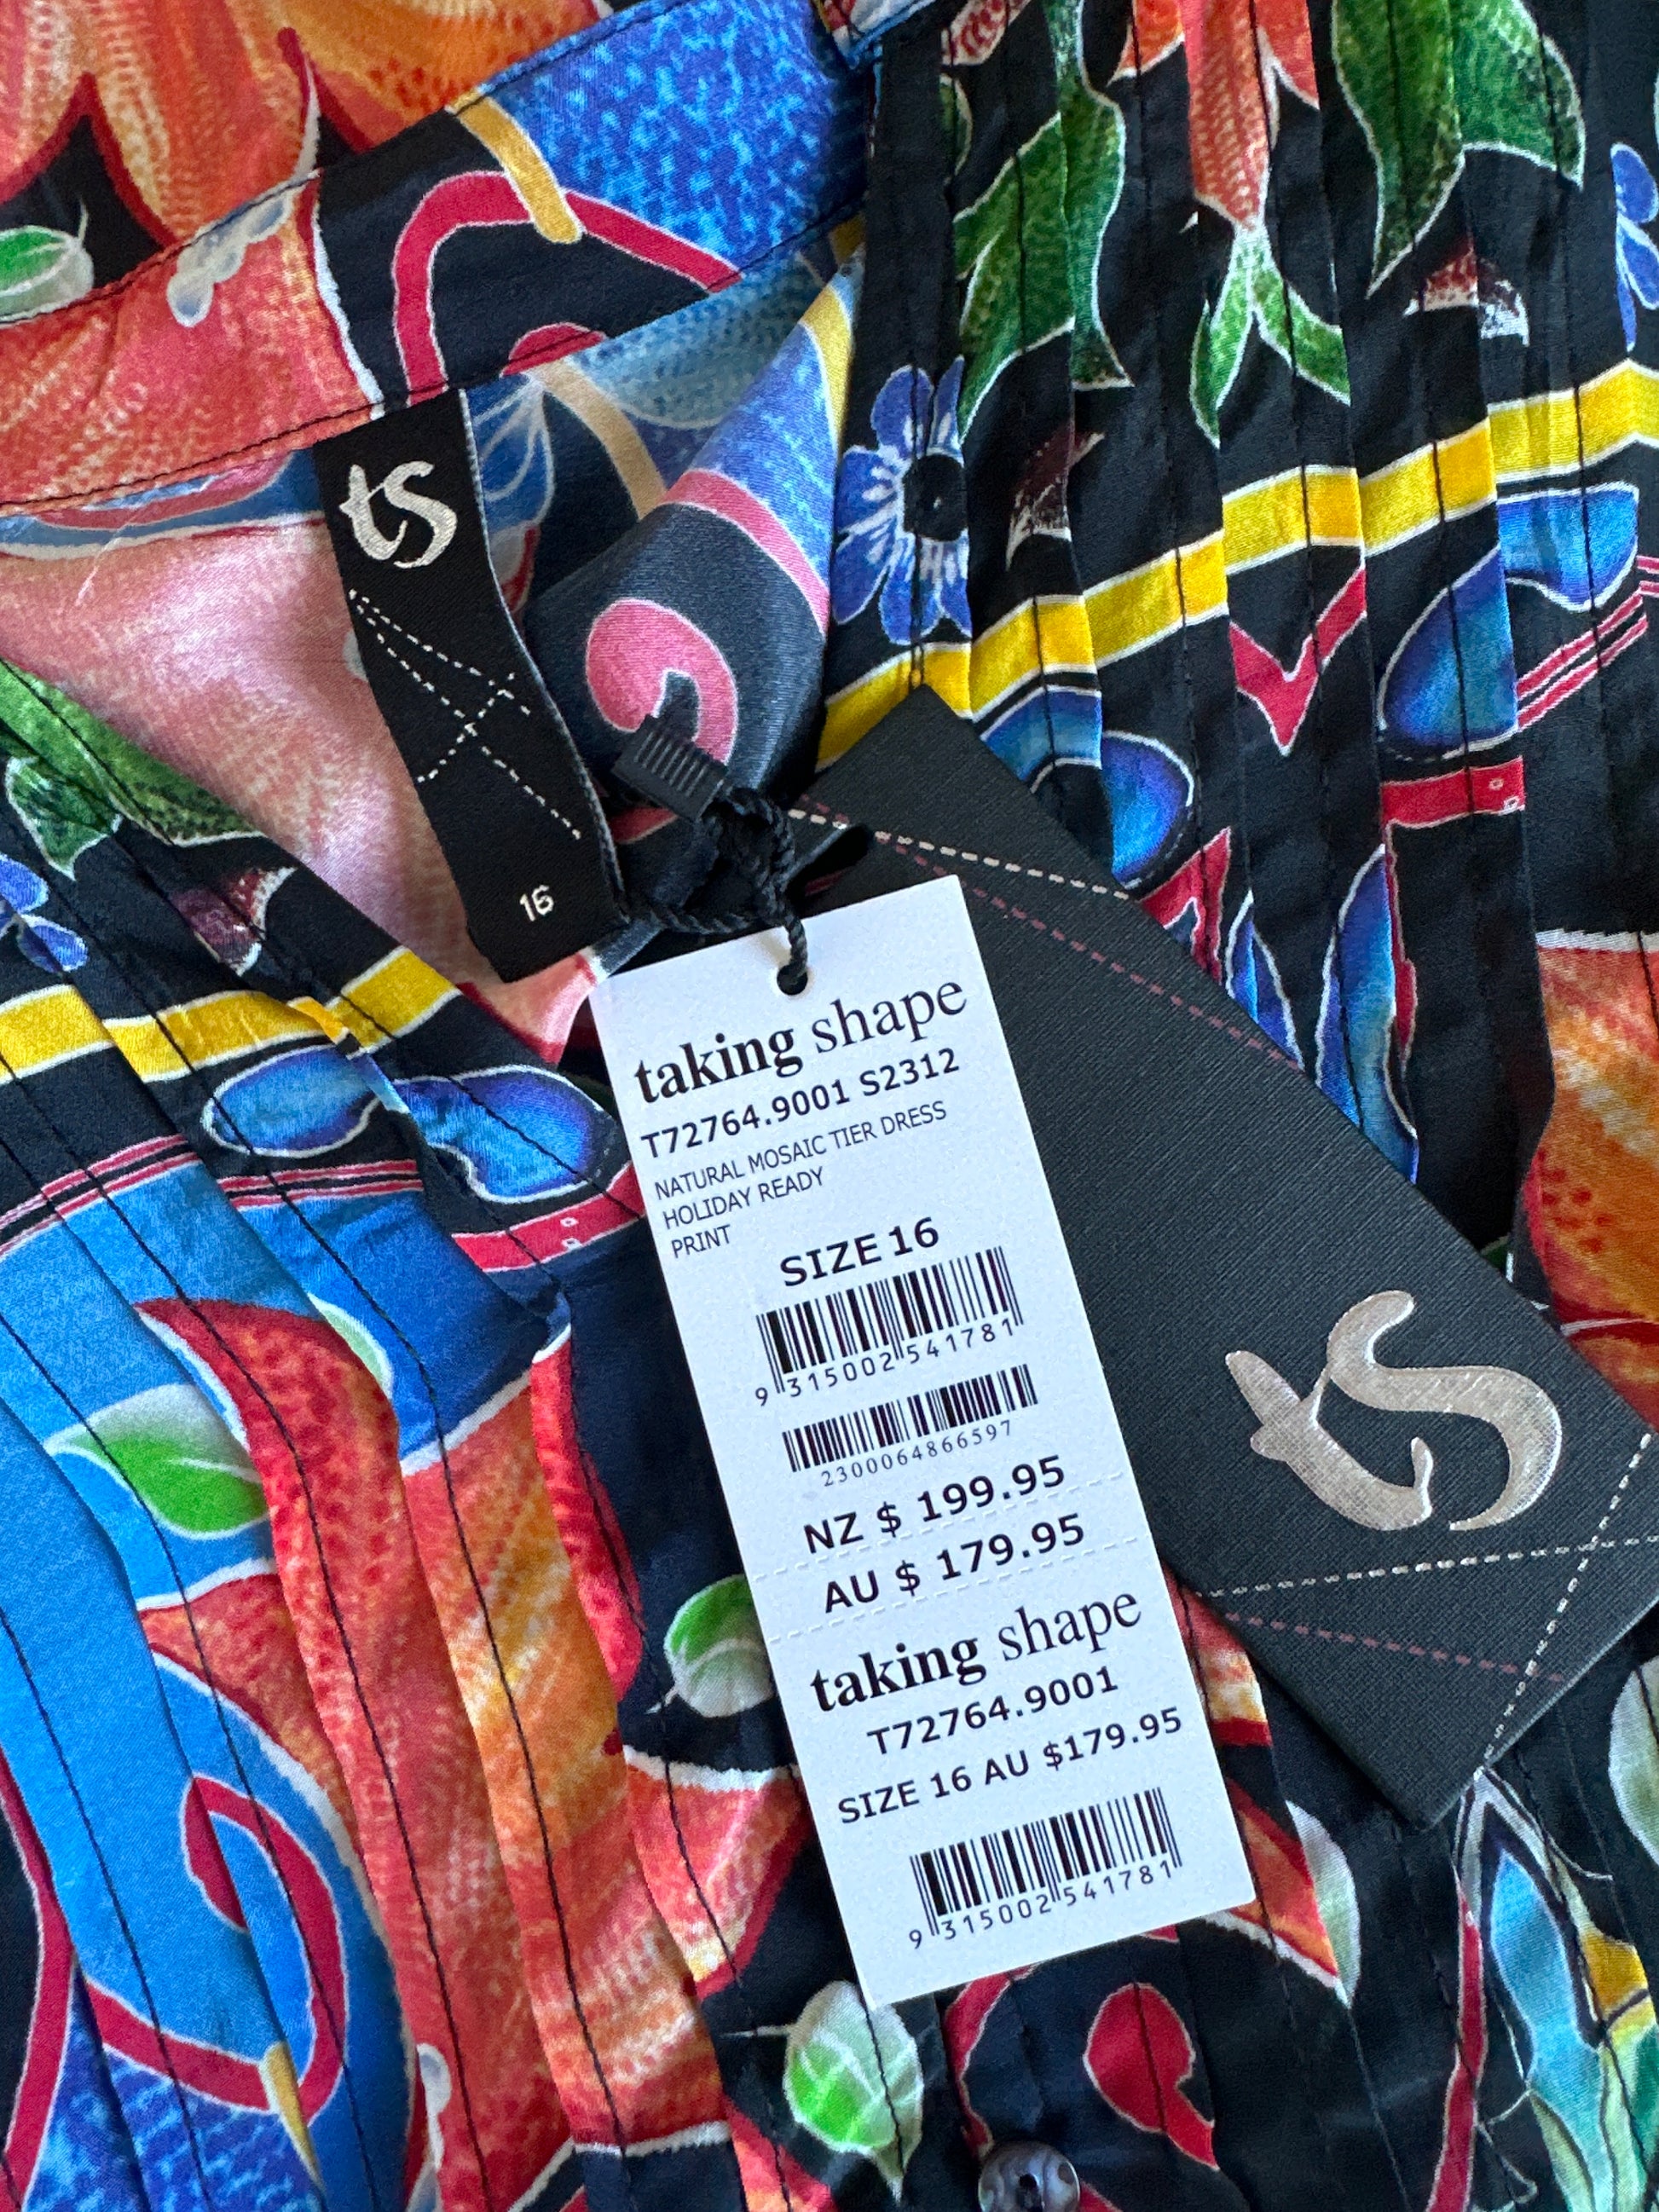 tS
16
taking shape
T72764.9001 S2312
NATURAL MOSAIC TIER DRESS
HOLIDAY READY
PRINT
SIZE 16
9 315002 541781
2300064866597
NZ $ 199.95
AU $ 179.95
taking shape
T72764.9001
SIZE 16 AU $179.95
9 315002 541781
tS